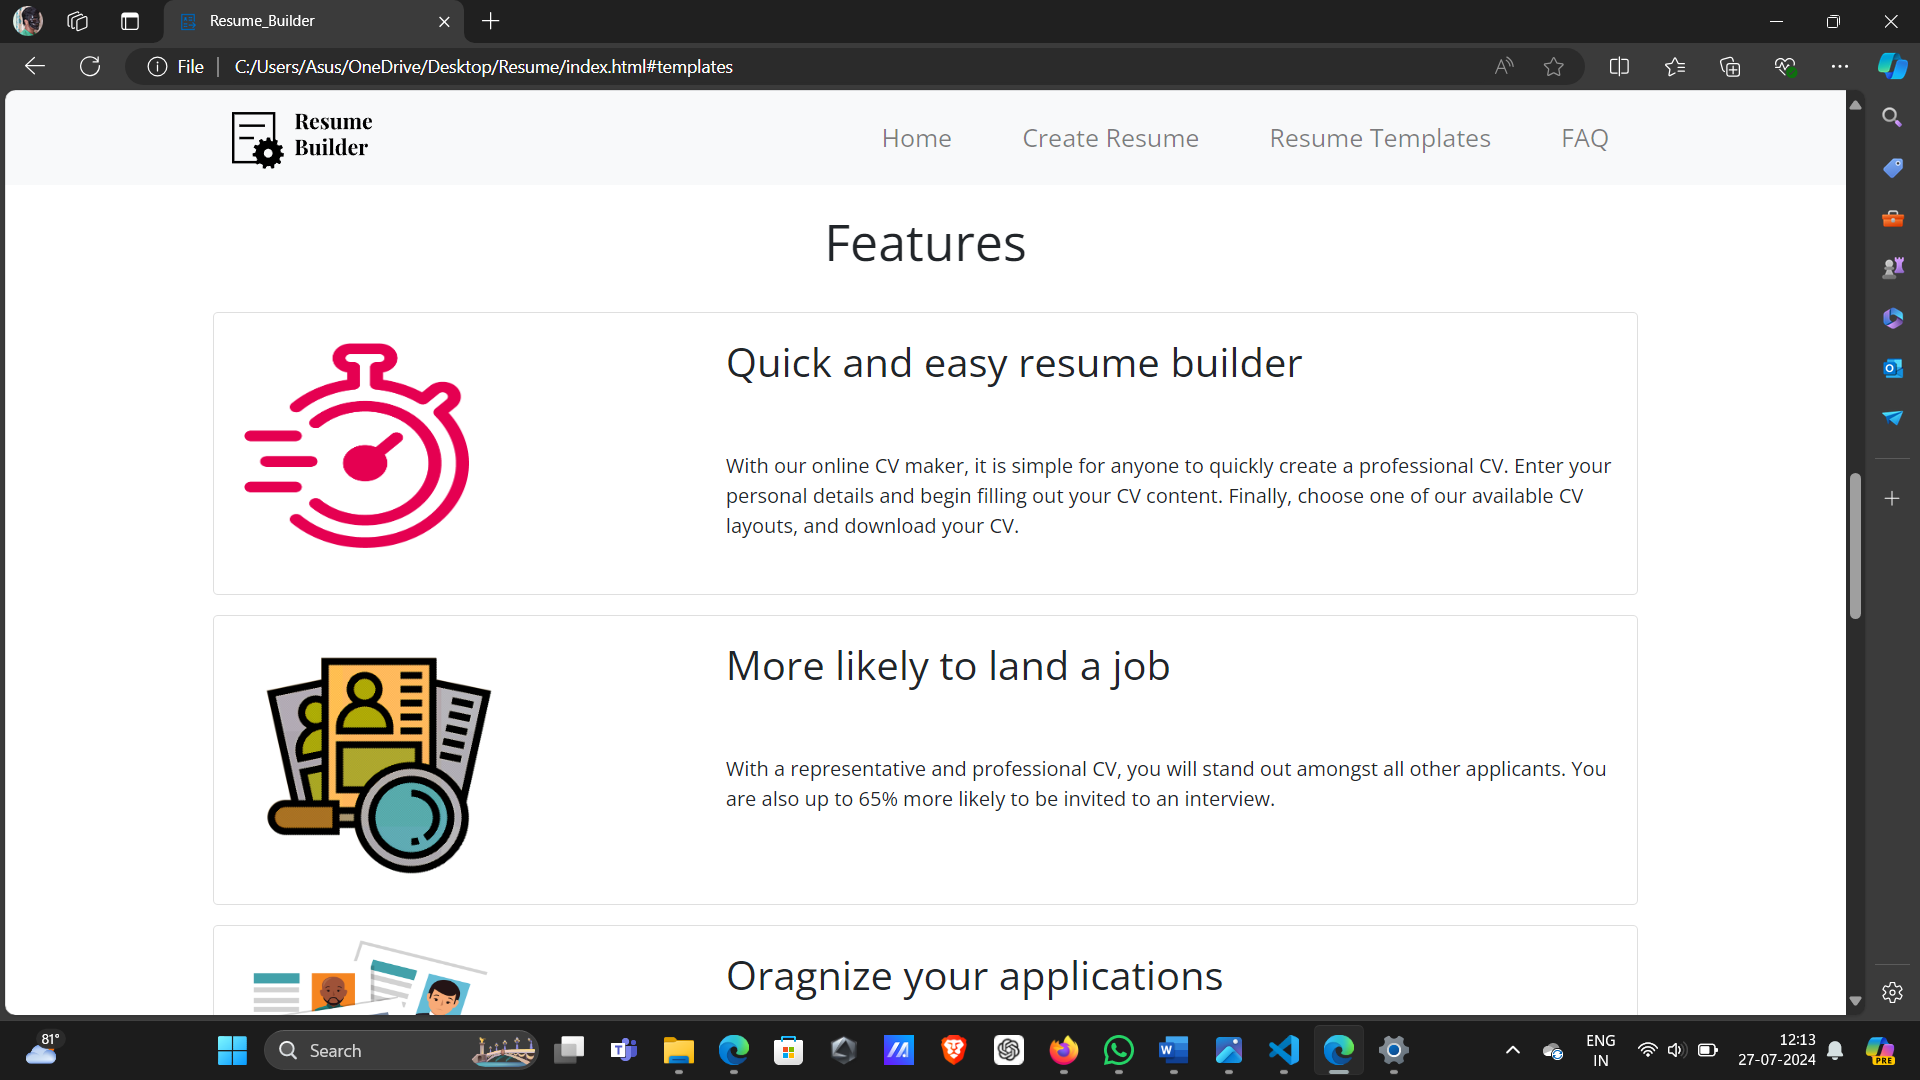 Resume_Builder
File
C:/Users/Asus/OneDrive/Desktop/Resume/index.html#templates
Resume
Builder
Home
Create Resume
Resume Templates
FAQ
Features
Quick and easy resume builder
With our online CV maker, it is simple for anyone to quickly create a professional CV. Enter your
personal details and begin filling out your CV content. Finally, choose one of our available CV
layouts, and download your CV.
More likely to land a job
With a representative and professional CV, you will stand out amongst all other applicants. You
are also up to 65% more likely to be invited to an interview.
Oragnize your applications
81°
Search
ENG
IN
12:13
27-07-2024
PRE